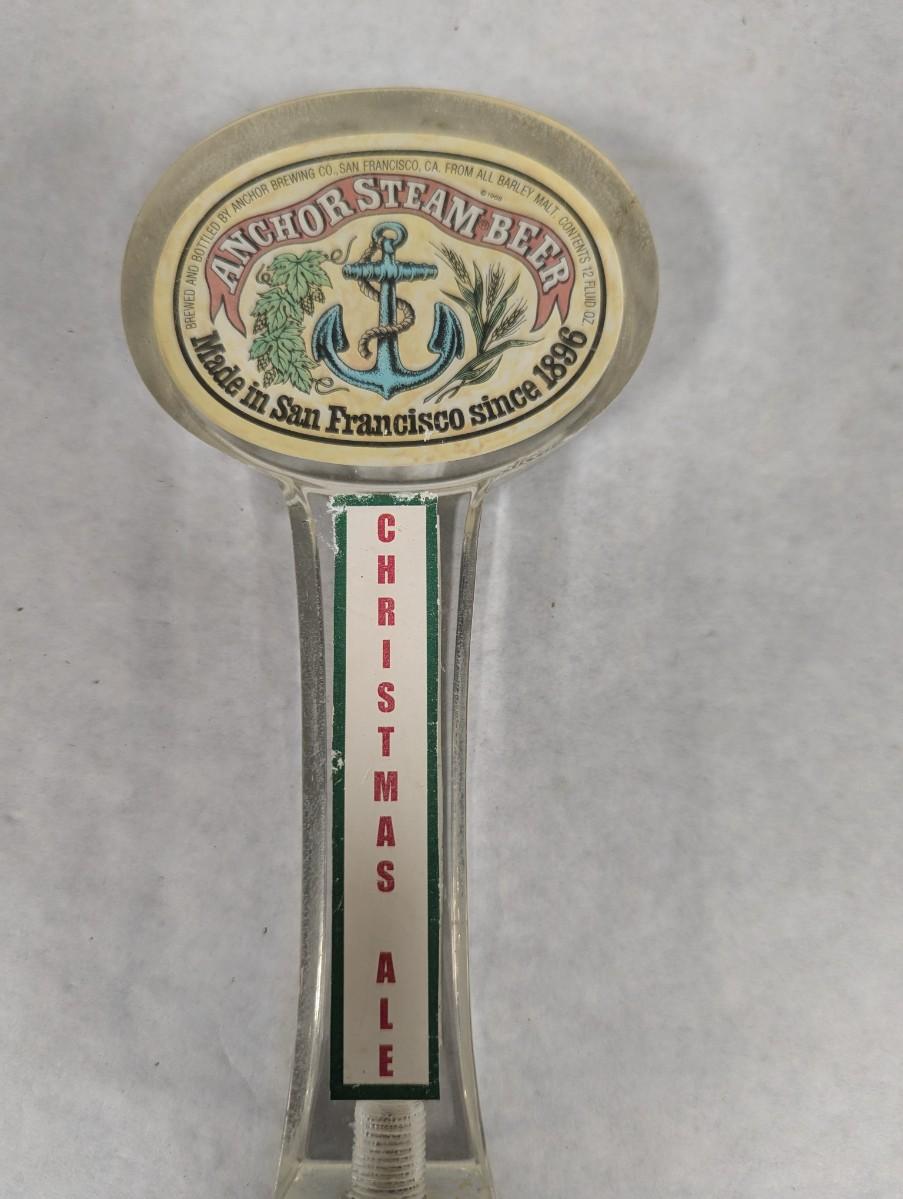 BREWED AND BOTTLED BY ANCHOR BREWING CO., SAN FRANCISCO, CA. FROM ALL BARLEY MALT. CONTENTS 12 FLUID OZ
©1968
ANCHOR STEAM® BEER
Made in San Francisco since 1896
CHRISTMAS ALE